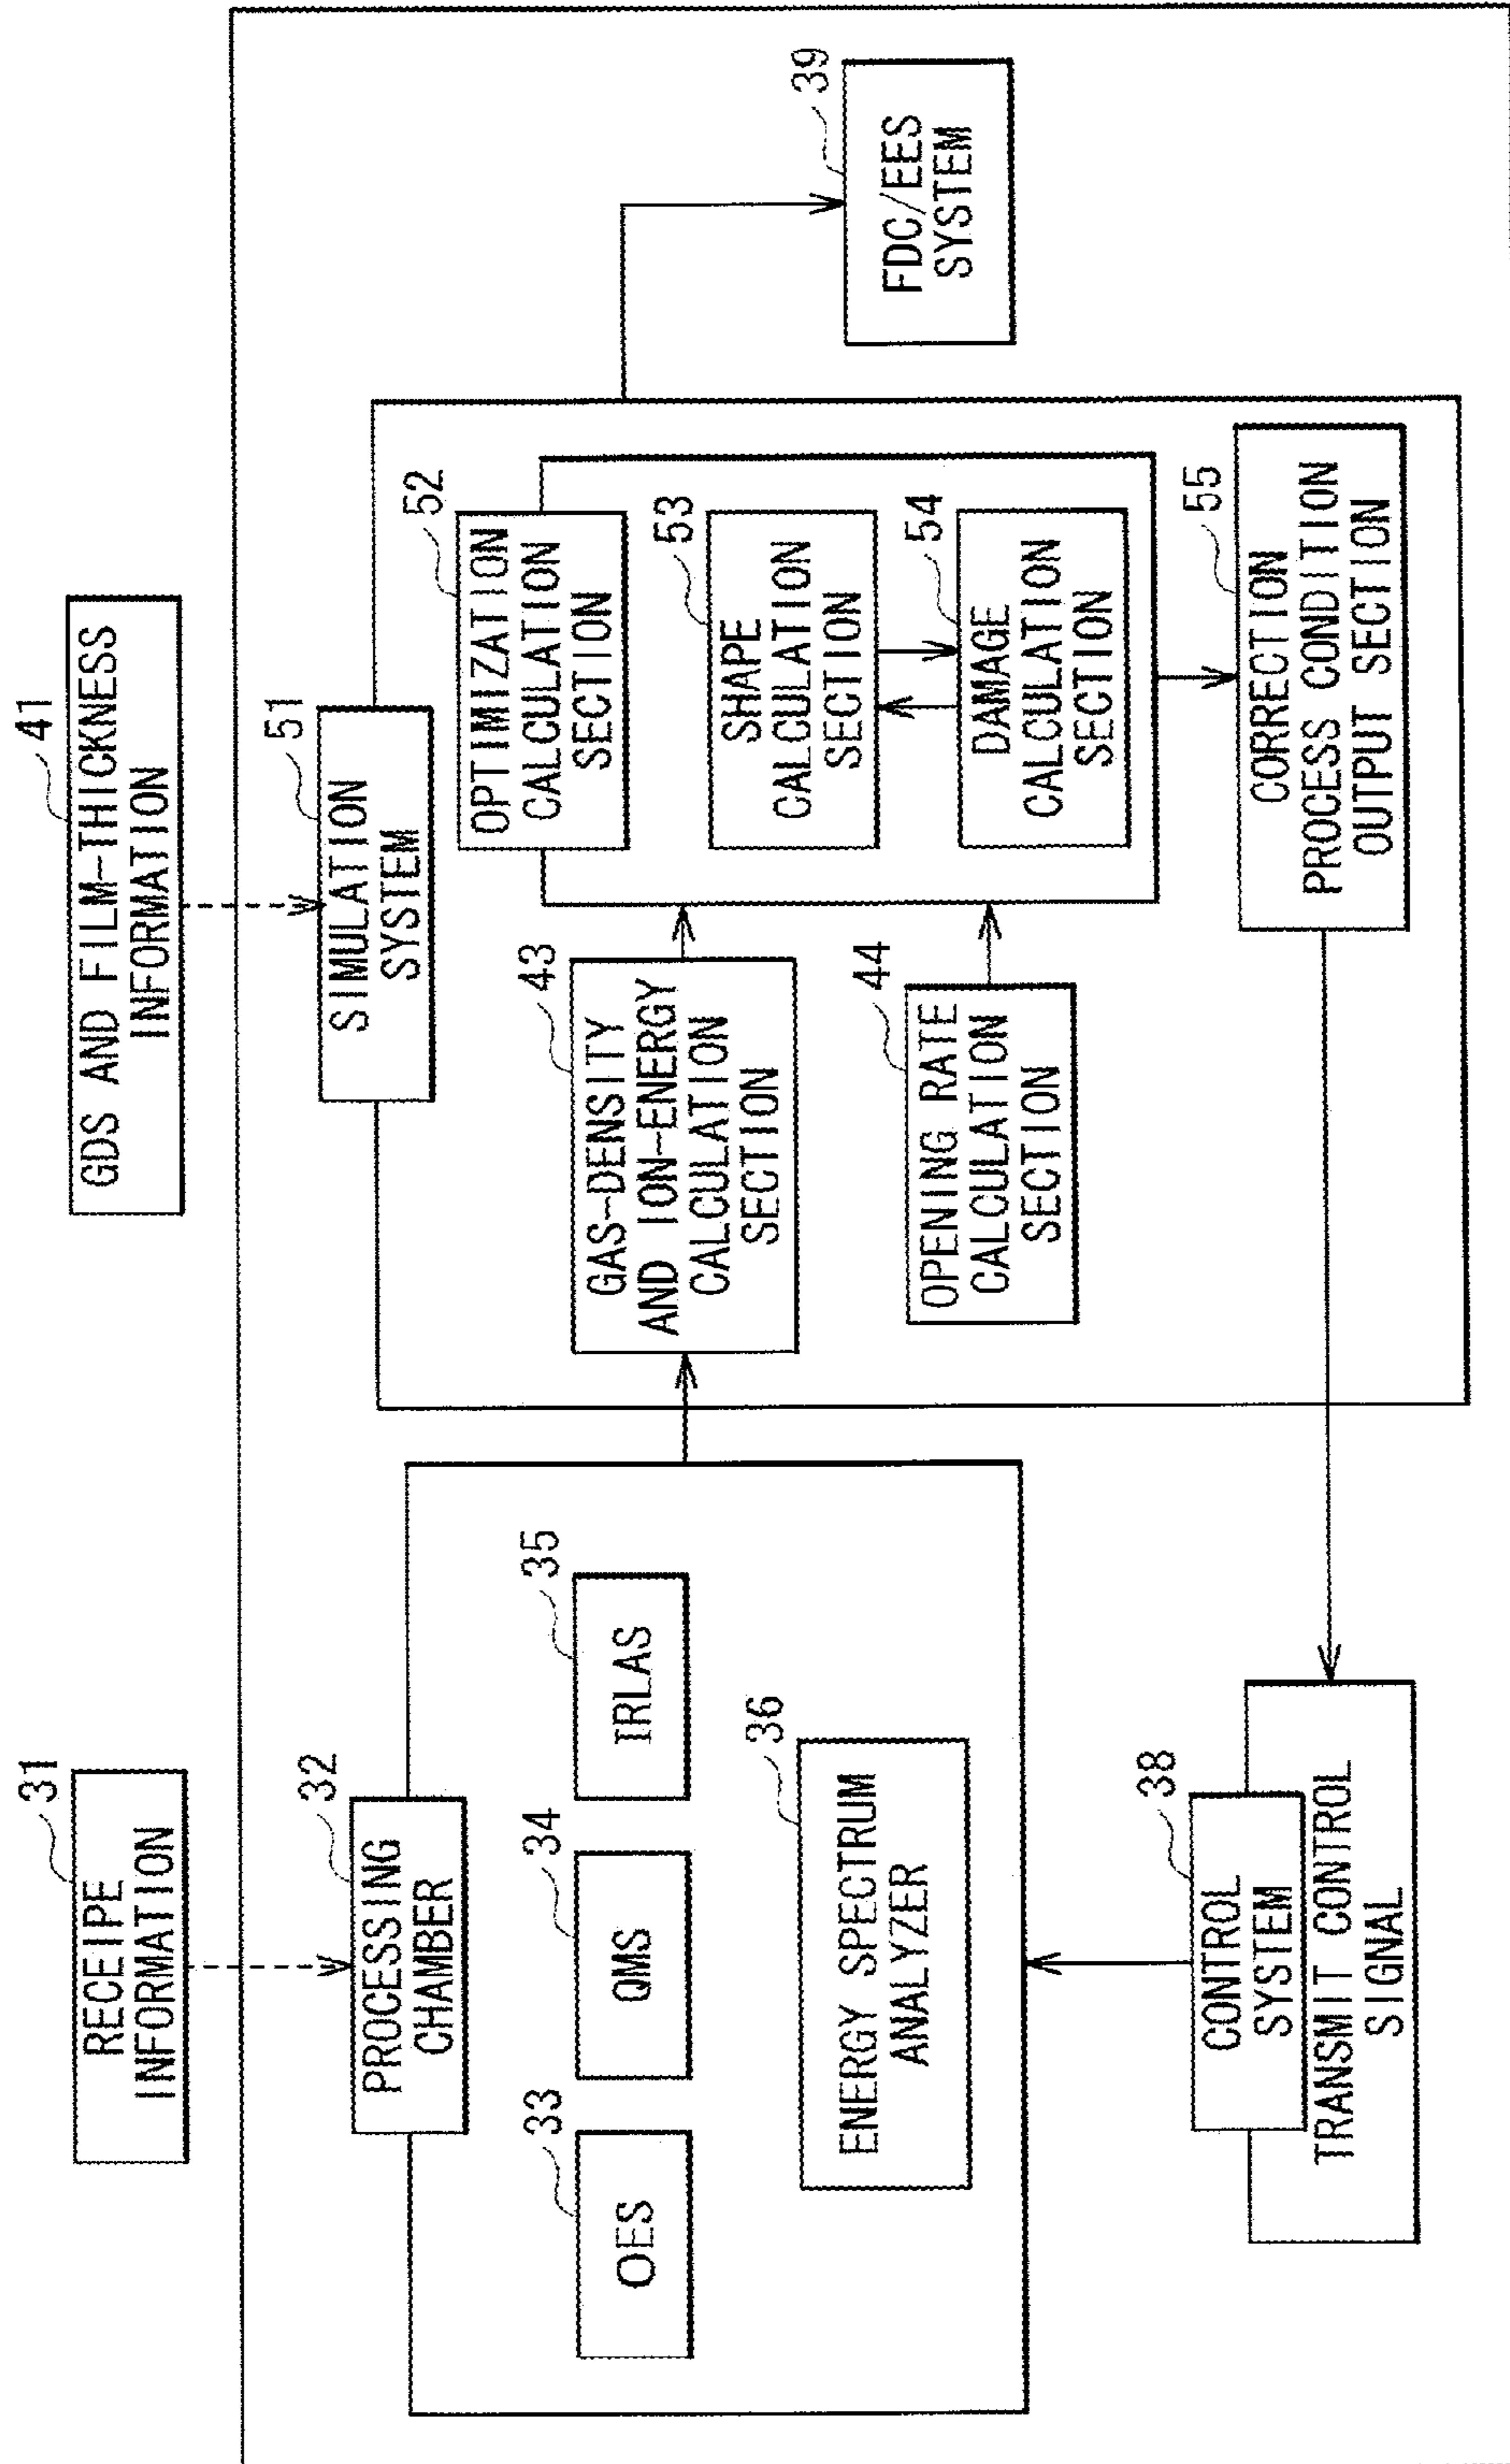 31
RECEIPE
INFORMATION
41
GDS AND FILM-THICKNESS
INFORMATION
32
PROCESSING
CHAMBER
33
OES
34
QMS
35
IRLAS
36
ENERGY SPECTRUM
ANALYZER
38
CONTROL
SYSTEM
TRANSMIT CONTROL
SIGNAL
51
SIMULATION
SYSTEM
43
GAS-DENSITY
AND ION-ENERGY
CALCULATION
SECTION
44
OPENING RATE
CALCULATION
SECTION
52
OPTIMIZATION
CALCULATION
SECTION
53
SHAPE
CALCULATION
SECTION
54
DAMAGE
CALCULATION
SECTION
55
CORRECTION
PROCESS CONDITION
OUTPUT SECTION
39
FDC/EES
SYSTEM